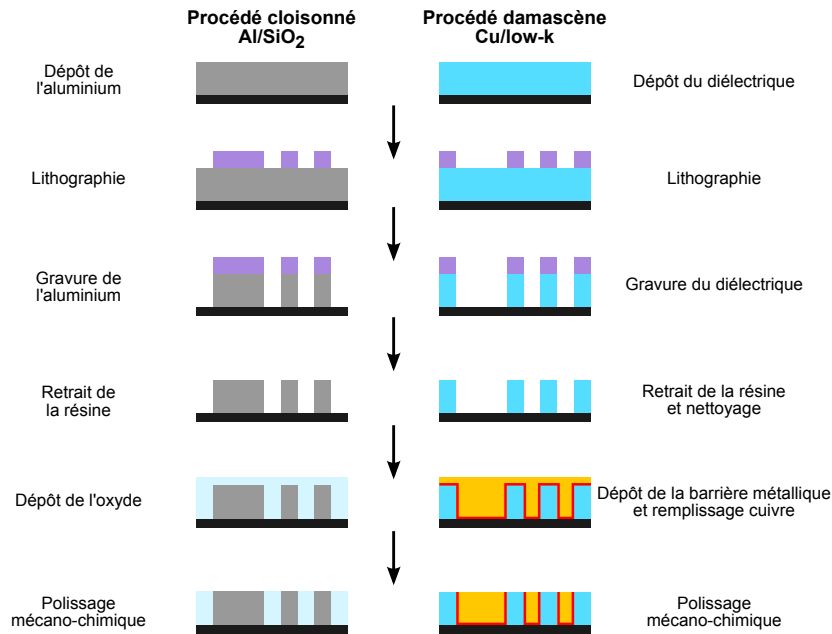 Procédé cloisonné
Al/SiO2
Procédé damascène
Cu/low-k
Dépôt de
l'aluminium
Dépôt du diélectrique
Lithographie
Lithographie
Gravure de
l'aluminium
Gravure du diélectrique
Retrait de
la résine
Retrait de la résine
et nettoyage
Dépôt de l'oxyde
Dépôt de la barrière métallique
et remplissage cuivre
Polissage
mécano-chimique
Polissage
mécano-chimique